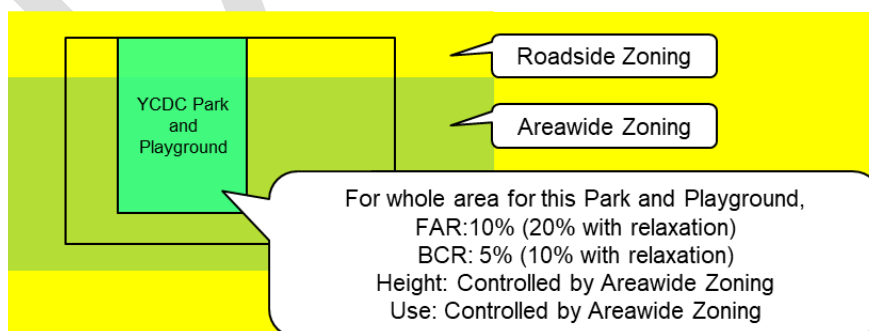 Roadside Zoning
YCDC Park
and
Playground
Areawide Zoning
For whole area for this Park and Playground,
FAR:10% (20% with relaxation)
BCR: 5% (10% with relaxation)
Height: Controlled by Areawide Zoning
Use: Controlled by Areawide Zoning